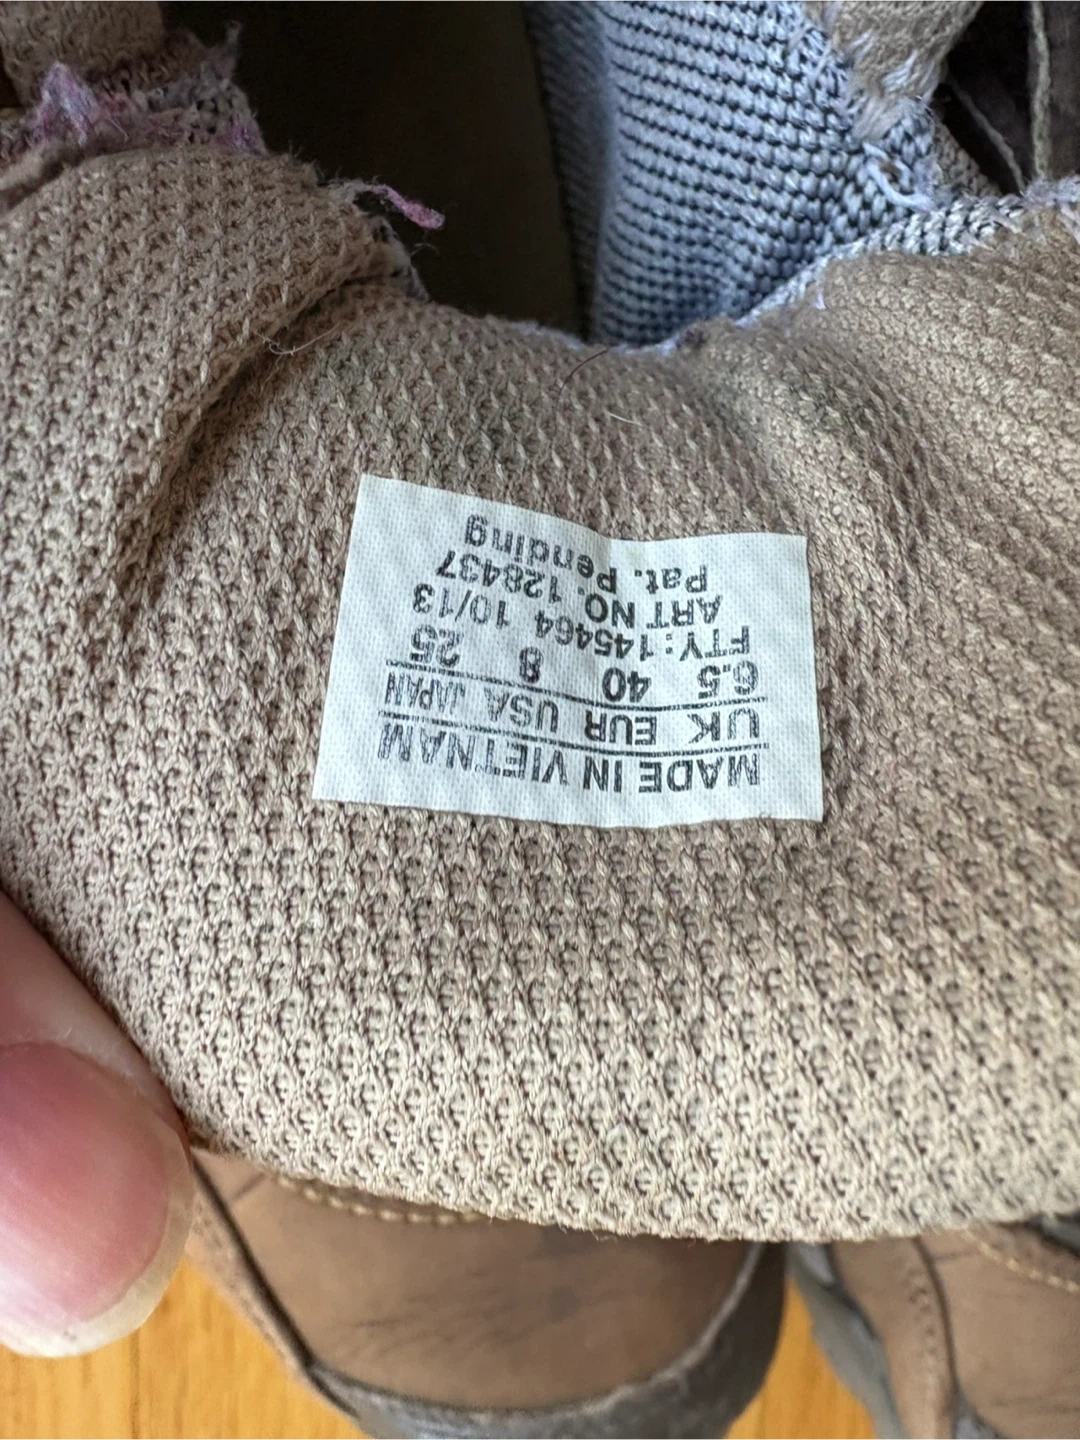 MADE IN VIETNAM
UK EUR USA JAPAN
6.5 40 8 25
FTY:145464 10/13
ART NO. 128437
Pat. Pending